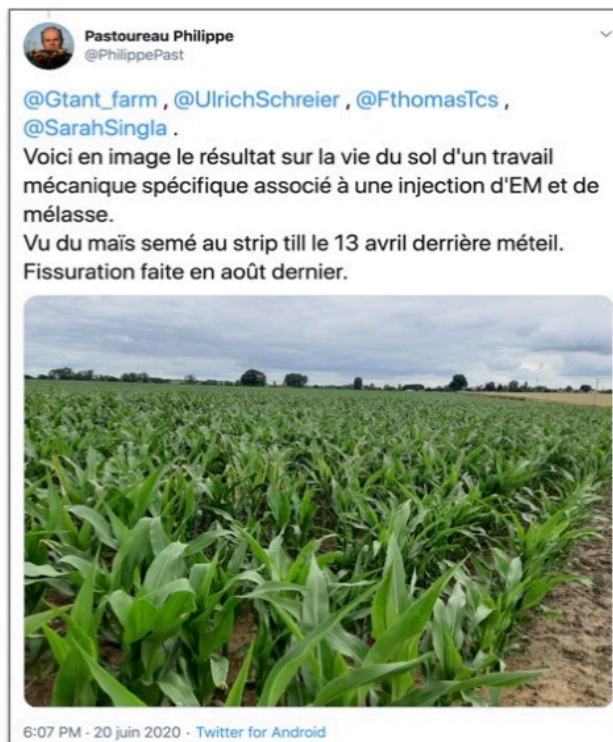 Pastoureau Philippe
@PhilippePast
@Gtant_farm , @UlrichSchreier , @FthomasTcs ,
@SarahSingla .
Voici en image le résultat sur la vie du sol d'un travail
mécanique spécifique associé à une injection d'EM et de
mélasse.
Vu du maïs semé au strip till le 13 avril derrière méteil.
Fissuration faite en août dernier.
6:07 PM - 20 juin 2020 · Twitter for Android